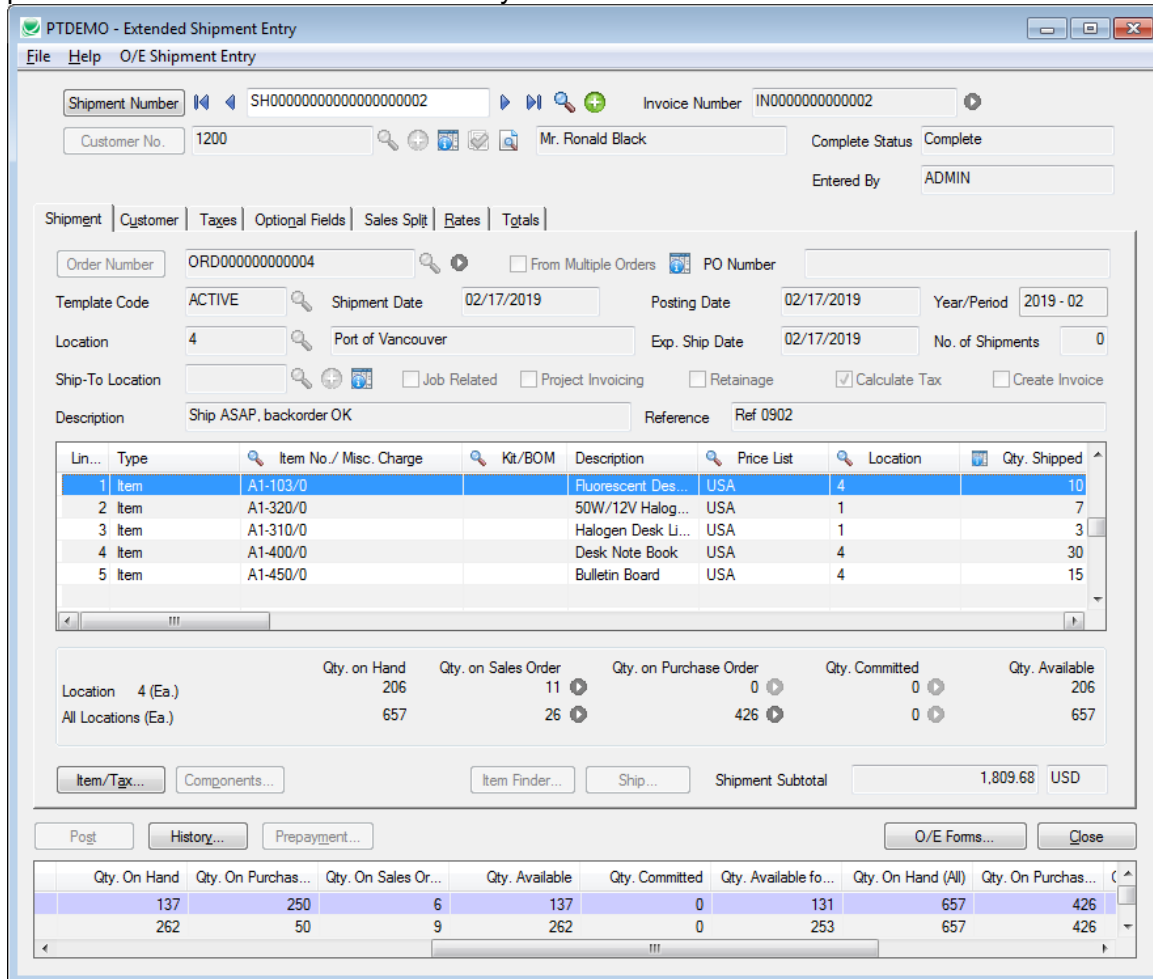 PTDEMO - Extended Shipment Entry
File Help O/E Shipment Entry
Shipment Number SH00000000000000000002 Invoice Number IN0000000000002
Customer No. 1200 Mr. Ronald Black Complete Status Complete
Entered By ADMIN
Shipment Customer Taxes Optional Fields Sales Split Rates Totals
Order Number ORD000000000004 From Multiple Orders PO Number
Template Code ACTIVE Shipment Date 02/17/2019 Posting Date 02/17/2019 Year/Period 2019 - 02
Location 4 Port of Vancouver Exp. Ship Date 02/17/2019 No. of Shipments 0
Ship-To Location Job Related Project Invoicing Retainage Calculate Tax Create Invoice
Description Ship ASAP, backorder OK Reference Ref 0902
Lin... Type Item No./ Misc. Charge Kit/BOM Description Price List Location Qty. Shipped
1 Item A1-103/0 Fluorescent Des... USA 4 10
2 Item A1-320/0 50W/12V Halog... USA 1 7
3 Item A1-310/0 Halogen Desk Li... USA 1 3
4 Item A1-400/0 Desk Note Book USA 4 30
5 Item A1-450/0 Bulletin Board USA 4 15
Qty. on Hand Qty. on Sales Order Qty. on Purchase Order Qty. Committed Qty. Available
Location 4 (Ea.) 206 11 0 0 206
All Locations (Ea.) 657 26 426 0 657
Item/Tax... Components... Item Finder... Ship... Shipment Subtotal 1,809.68 USD
Post History... Prepayment... O/E Forms... Close
Qty. On Hand Qty. On Purchas... Qty. On Sales Or... Qty. Available Qty. Committed Qty. Available fo... Qty. On Hand (All) Qty. On Purchas...
137 250 6 137 0 131 657 426
262 50 9 262 0 253 657 426